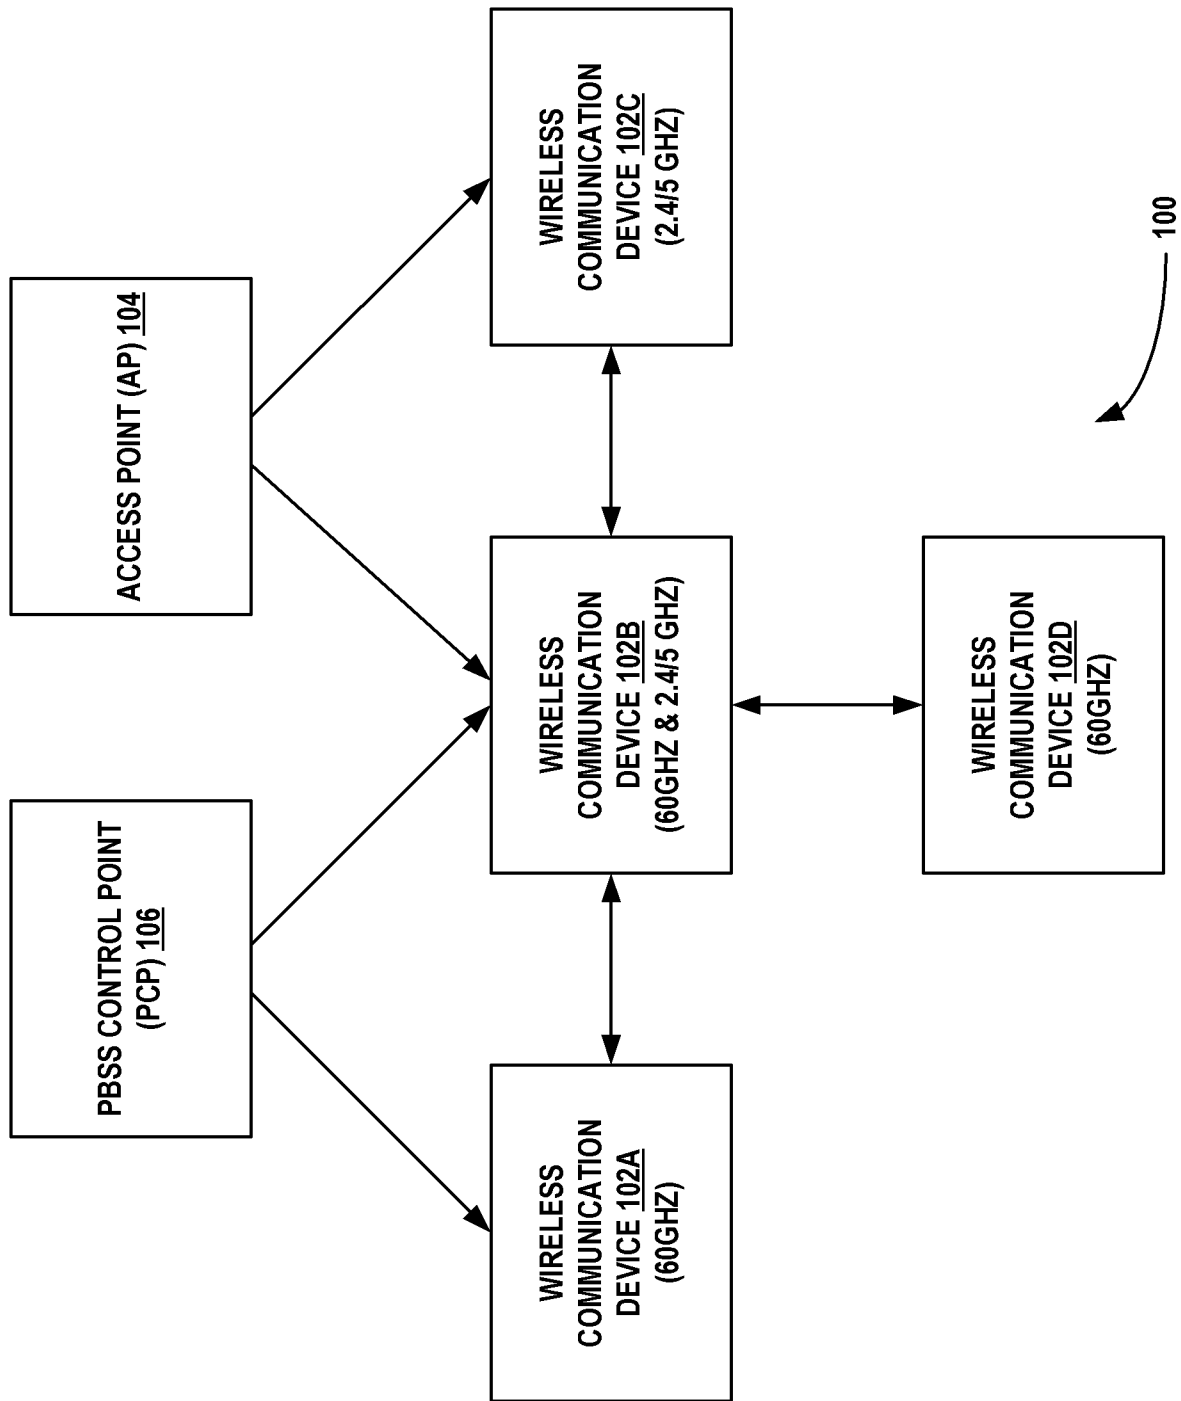 PBSS CONTROL POINT
(PCP) 106
ACCESS POINT (AP) 104
WIRELESS
COMMUNICATION
DEVICE 102A
(60GHZ)
WIRELESS
COMMUNICATION
DEVICE 102B
(60GHZ & 2.4/5 GHZ)
WIRELESS
COMMUNICATION
DEVICE 102C
(2.4/5 GHZ)
WIRELESS
COMMUNICATION
DEVICE 102D
(60GHZ)
100